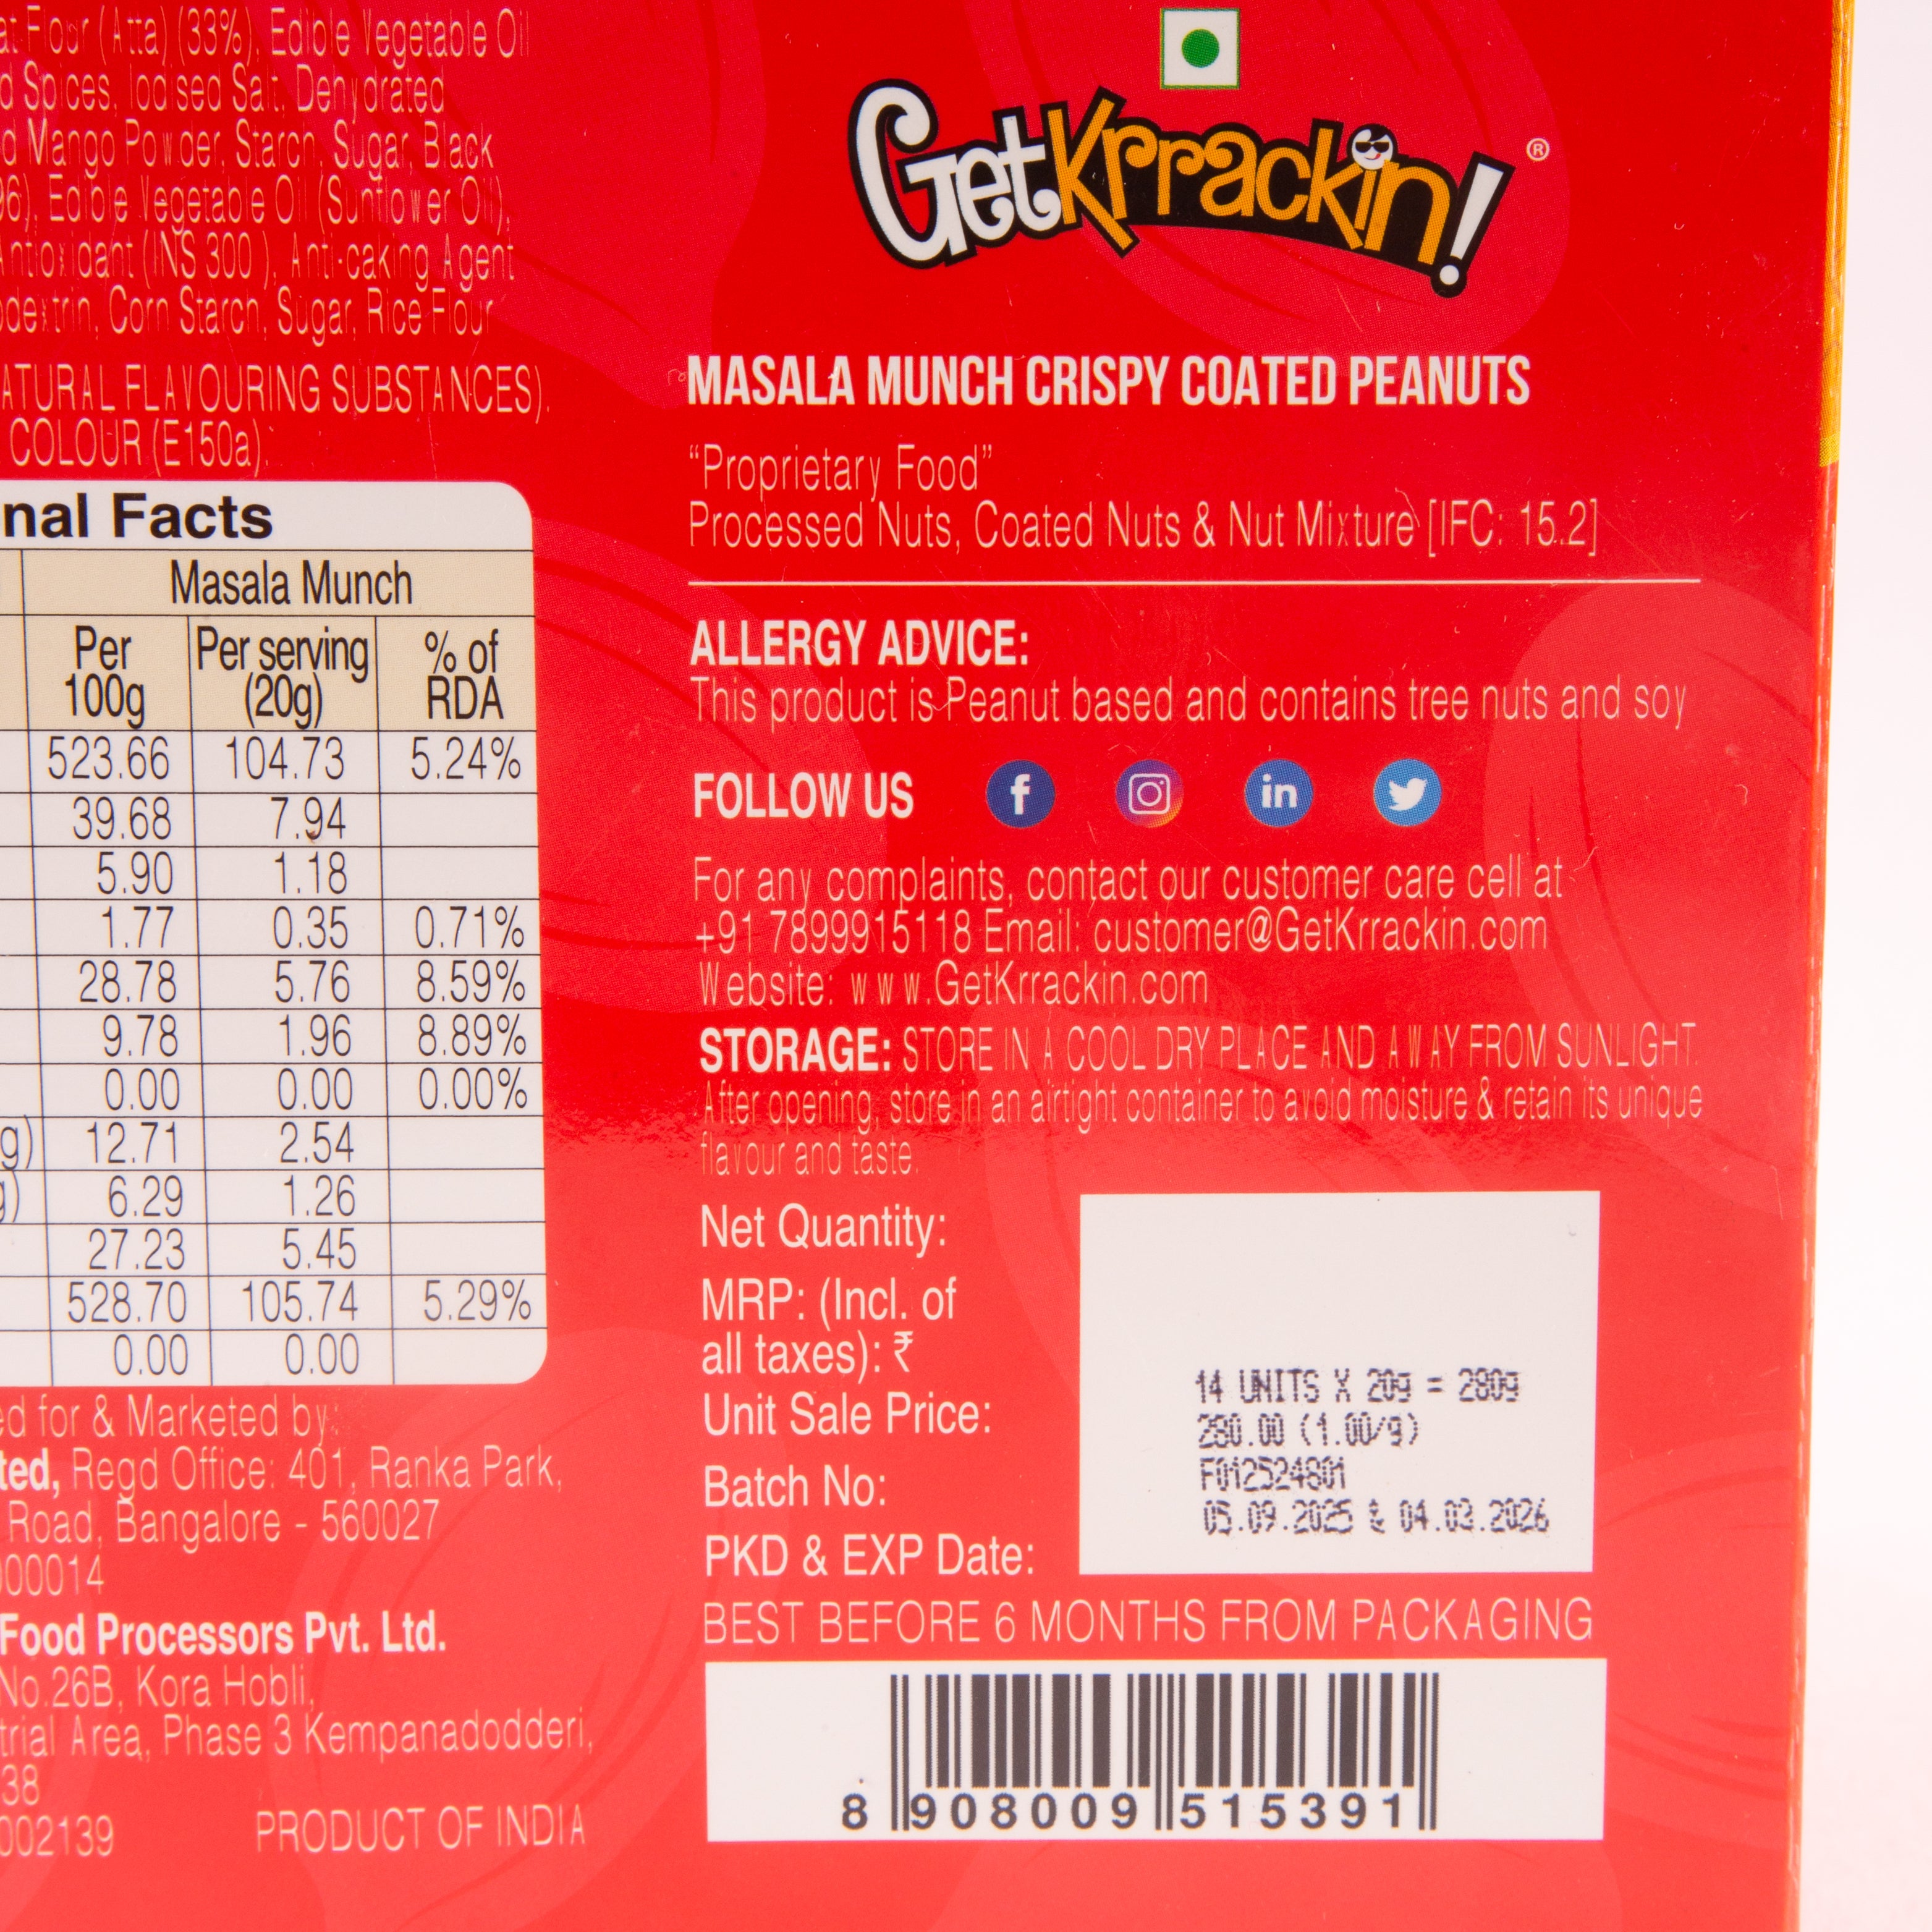 at Flour (Atta) (33%), Edible Vegetable Oil
d Spices, Iodised Salt, Dehydrated
d Mango Powder, Starch, Sugar, Black
96), Edible Vegetable Oil (Sunflower Oil),
Antioxidant (INS 300 ), Anti-caking Agent
odextrin, Corn Starch, Sugar, Rice Flour
ATURAL FLAVOURING SUBSTANCES).
COLOUR (E150a).
nal Facts
Masala Munch
Per 100g Per serving (20g) % of RDA
523.66 104.73 5.24%
39.68 7.94
5.90 1.18
1.77 0.35 0.71%
28.78 5.76 8.59%
9.78 1.96 8.89%
0.00 0.00 0.00%
g) 12.71 2.54
g) 6.29 1.26
27.23 5.45
528.70 105.74 5.29%
0.00 0.00
ed for & Marketed by:
ted, Regd Office: 401, Ranka Park,
Road, Bangalore - 560027
000014
Food Processors Pvt. Ltd.
No.26B, Kora Hobli,
trial Area, Phase 3 Kempanadodderi,
38
002139 PRODUCT OF INDIA
GetKrrackin! ®
MASALA MUNCH CRISPY COATED PEANUTS
“Proprietary Food”
Processed Nuts, Coated Nuts & Nut Mixture [IFC: 15.2]
ALLERGY ADVICE:
This product is Peanut based and contains tree nuts and soy
FOLLOW US f in
For any complaints, contact our customer care cell at
+91 7899915118 Email: customer@GetKrrackin.com
Website: www.GetKrrackin.com
STORAGE: STORE IN A COOL DRY PLACE AND AWAY FROM SUNLIGHT.
After opening, store in an airtight container to avoid moisture & retain its unique
flavour and taste.
Net Quantity:
MRP: (Incl. of
all taxes): ₹
Unit Sale Price:
Batch No:
PKD & EXP Date:
14 UNITS X 20g = 280g
280.00 (1.00/g)
F012524801
05.09.2025 & 04.03.2026
BEST BEFORE 6 MONTHS FROM PACKAGING
8 908009 515391